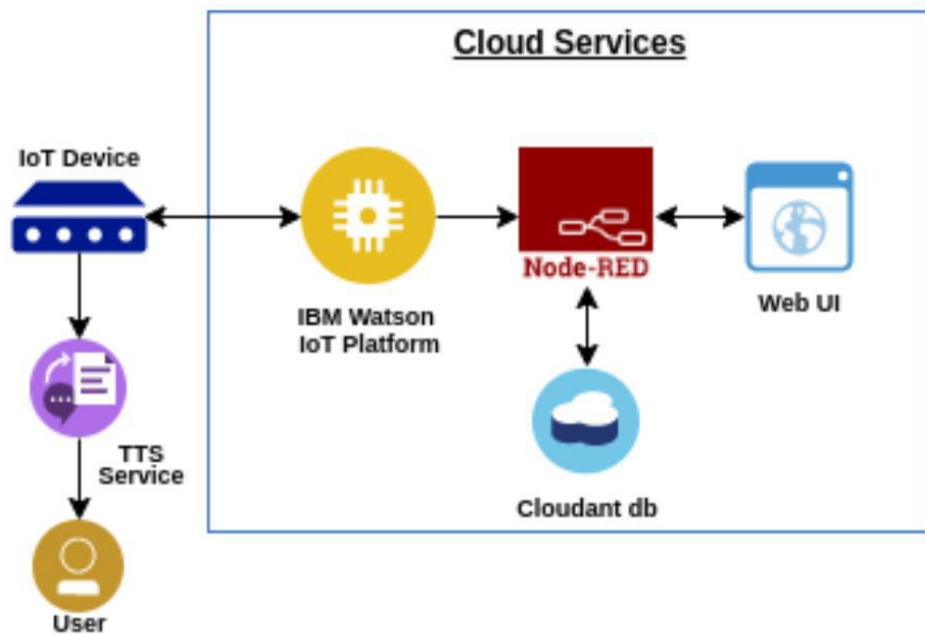 Cloud Services
IoT Device
Node-RED
IBM Watson
IoT Platform
Web UI
TTS
Service
Cloudant db
User